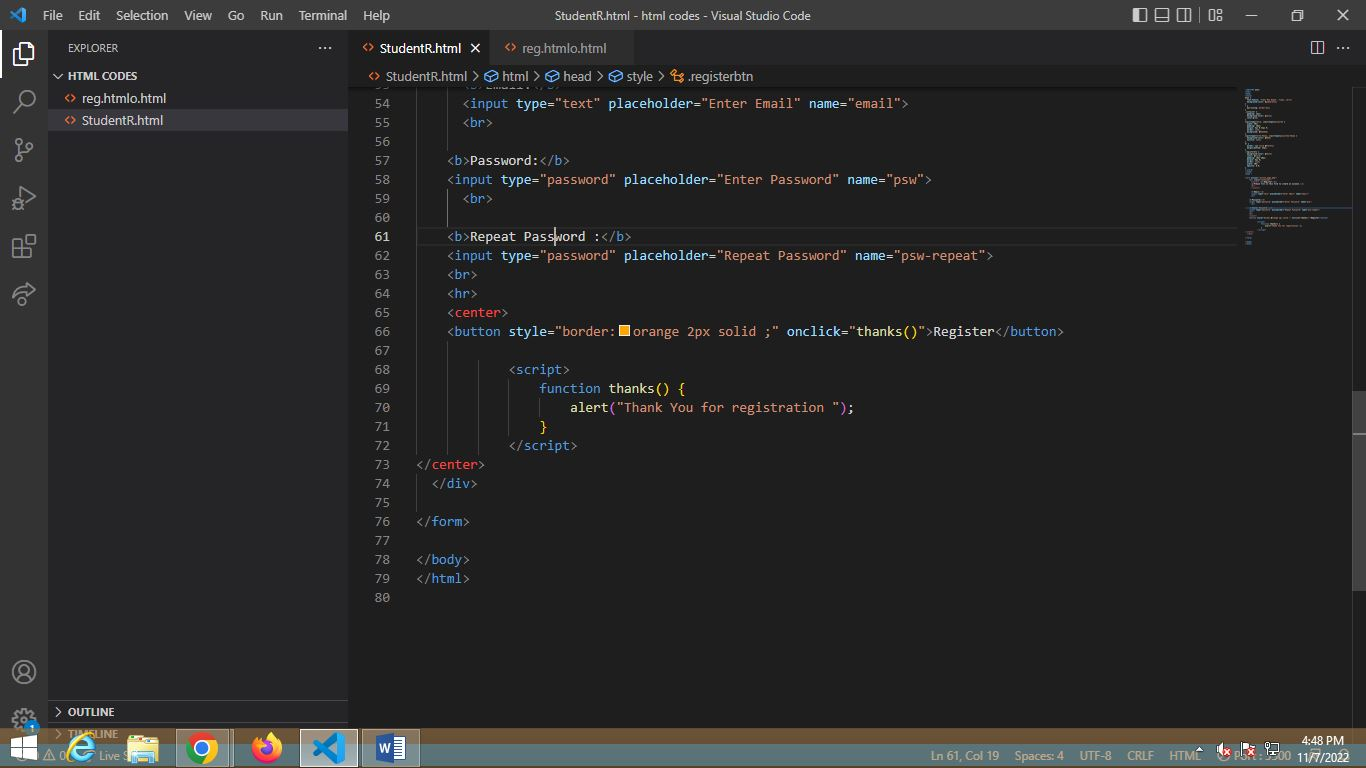 File Edit Selection View Go Run Terminal Help
StudentR.html - html codes - Visual Studio Code
EXPLORER
HTML CODES
reg.htmlo.html
StudentR.html
OUTLINE
TIMELINE
StudentR.html
reg.htmlo.html
StudentR.html > html > head > style > .registerbtn
54 <input type="text" placeholder="Enter Email" name="email">
55 <br>
56
57 <b>Password:</b>
58 <input type="password" placeholder="Enter Password" name="psw">
59 <br>
60
61 <b>Repeat Password :</b>
62 <input type="password" placeholder="Repeat Password" name="psw-repeat">
63 <br>
64 <hr>
65 <center>
66 <button style="border:orange 2px solid ;" onclick="thanks()">Register</button>
67
68 <script>
69 function thanks() {
70 alert("Thank You for registration ");
71 }
72 </script>
73 </center>
74 </div>
75
76 </form>
77
78 </body>
79 </html>
80
1
Ln 61, Col 19 Spaces: 4 UTF-8 CRLF HTML
4:48 PM
11/7/2022